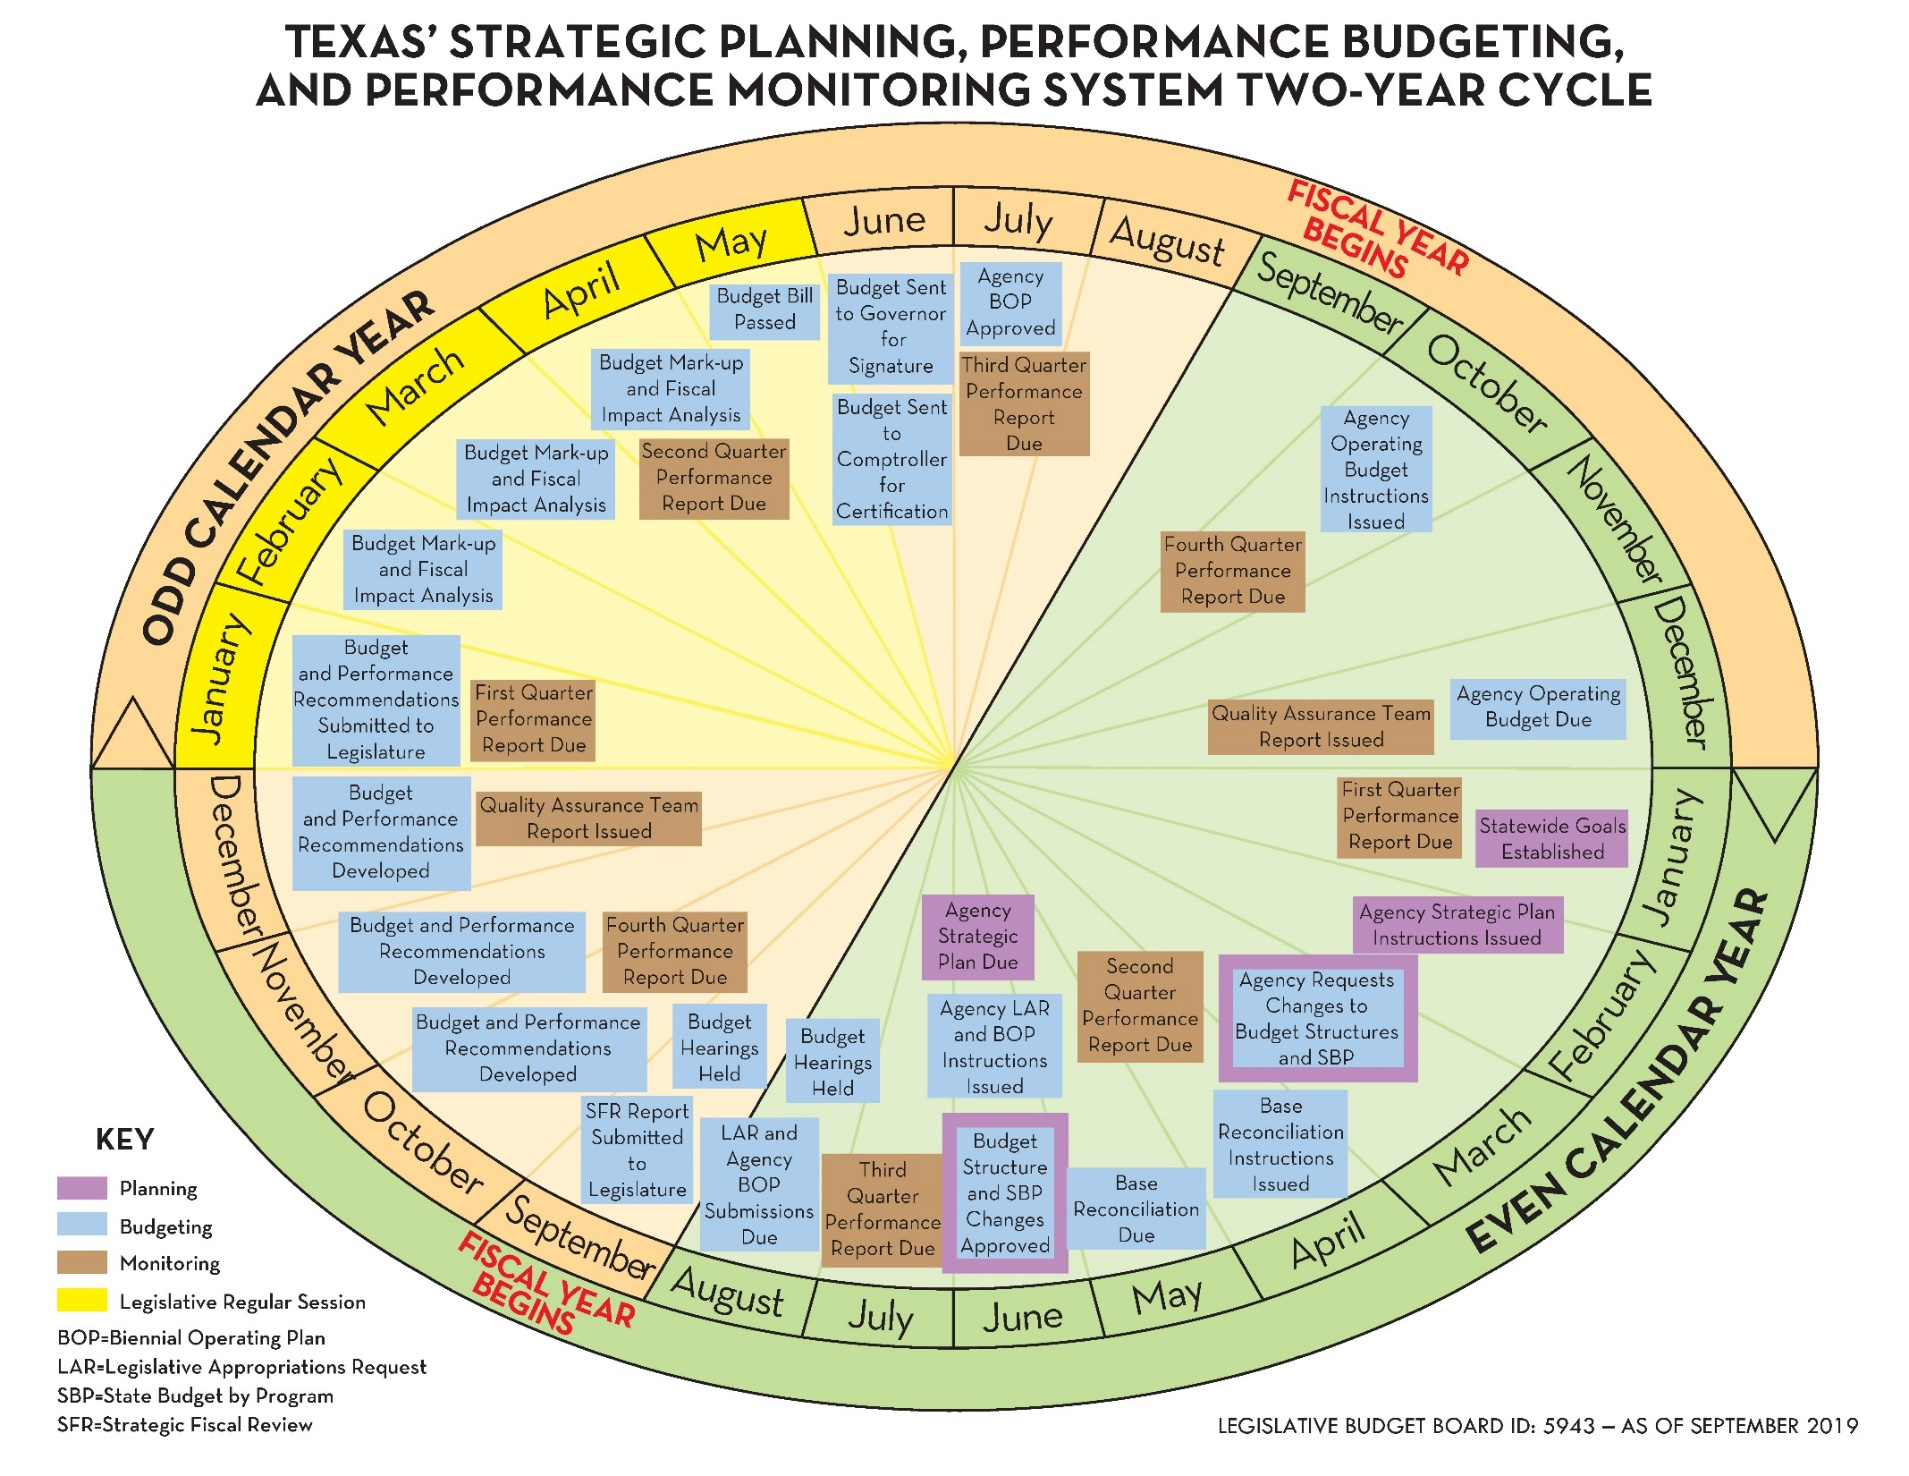 TEXAS' STRATEGIC PLANNING, PERFORMANCE BUDGETING,
AND PERFORMANCE MONITORING SYSTEM TWO-YEAR CYCLE
ODD CALENDAR YEAR
January
February
March
April
May
June
July
August
FISCAL YEAR
BEGINS
September
October
November
December
EVEN CALENDAR YEAR
January
February
March
April
May
June
July
August
FISCAL YEAR
BEGINS
September
October
November
December
Budget
and Performance
Recommendations
Submitted to
Legislature
First Quarter
Performance
Report Due
Budget Mark-up
and Fiscal
Impact Analysis
Budget Mark-up
and Fiscal
Impact Analysis
Second Quarter
Performance
Report Due
Budget Mark-up
and Fiscal
Impact Analysis
Budget Bill
Passed
Budget Sent
to Governor
for
Signature
Budget Sent
to
Comptroller
for
Certification
Agency
BOP
Approved
Third Quarter
Performance
Report
Due
Agency
Operating
Budget
Instructions
Issued
Fourth Quarter
Performance
Report Due
Quality Assurance Team
Report Issued
Agency Operating
Budget Due
First Quarter
Performance
Report Due
Statewide Goals
Established
Agency Strategic Plan
Instructions Issued
Agency Requests
Changes to
Budget Structures
and SBP
Second
Quarter
Performance
Report Due
Base
Reconciliation
Instructions
Issued
Base
Reconciliation
Due
Agency
Strategic
Plan Due
Agency LAR
and BOP
Instructions
Issued
Budget
Structure
and SBP
Changes
Approved
Third
Quarter
Performance
Report Due
Budget
Hearings
Held
LAR and
Agency
BOP
Submissions
Due
Budget
Hearings
Held
SFR Report
Submitted
to
Legislature
Budget and Performance
Recommendations
Developed
Budget and Performance
Recommendations
Developed
Fourth Quarter
Performance
Report Due
Budget
and Performance
Recommendations
Developed
Quality Assurance Team
Report Issued
KEY
Planning
Budgeting
Monitoring
Legislative Regular Session
BOP=Biennial Operating Plan
LAR=Legislative Appropriations Request
SBP=State Budget by Program
SFR=Strategic Fiscal Review
LEGISLATIVE BUDGET BOARD ID: 5943 – AS OF SEPTEMBER 2019